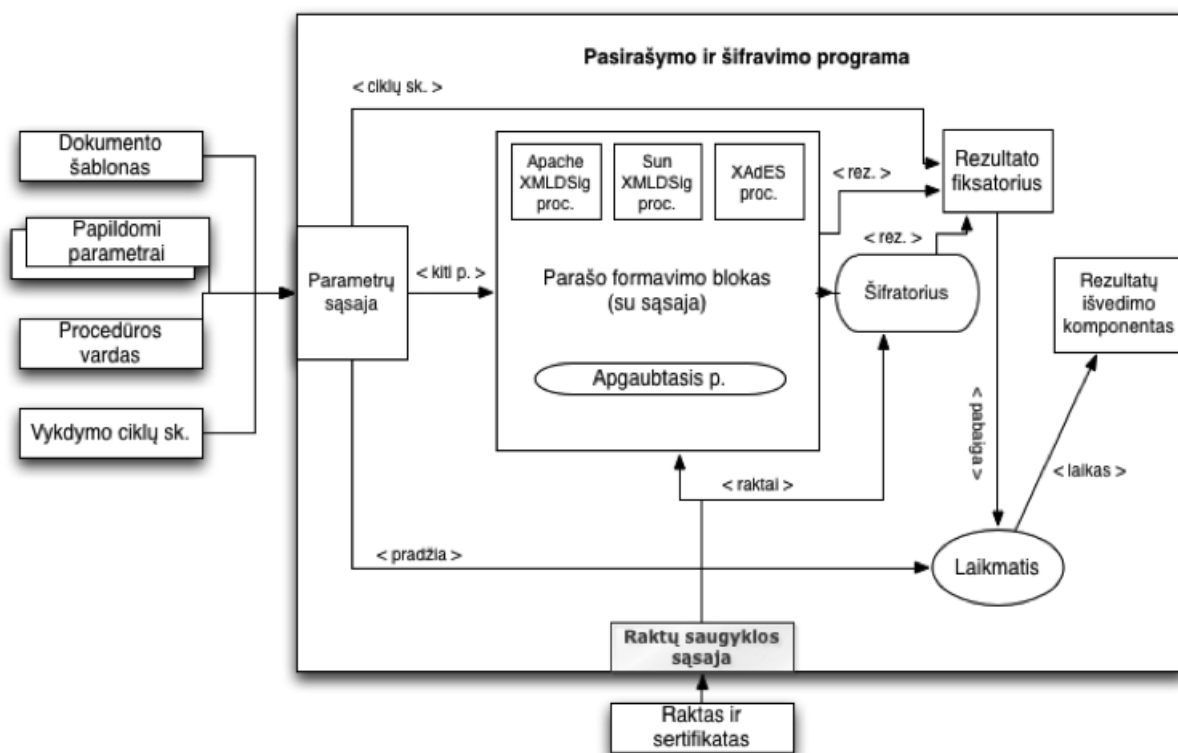 Pasirašymo ir šifravimo programa
< ciklų sk. >
Dokumento
šablonas
Papildomi
parametrai
Procedūros
vardas
Vykdymo ciklų sk.
Parametrų
sąsaja
< kiti p. >
Apache
XMLDSig
proc.
Sun
XMLDSig
proc.
XAdES
proc.
Parašo formavimo blokas
(su sąsaja)
Apgaubtasis p.
< rez. >
< rez. >
Rezultato
fiksatorius
Šifratorius
Rezultatų
išvedimo
komponentas
< pabaiga >
< laikas >
< raktai >
< pradžia >
Laikmatis
Raktų saugyklos
sąsaja
Raktas ir
sertifikatas